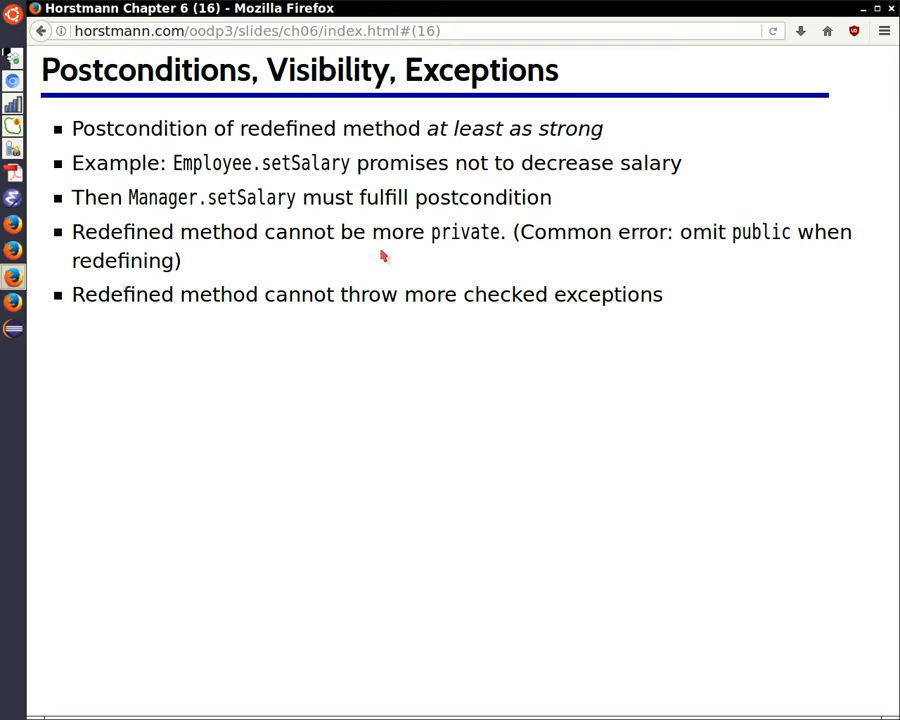 Horstmann Chapter 6 (16) - Mozilla Firefox
horstmann.com/oodp3/slides/ch06/index.html#(16)
Postconditions, Visibility, Exceptions
Postcondition of redefined method at least as strong
Example: Employee.setSalary promises not to decrease salary
Then Manager.setSalary must fulfill postcondition
Redefined method cannot be more private. (Common error: omit public when
redefining)
Redefined method cannot throw more checked exceptions